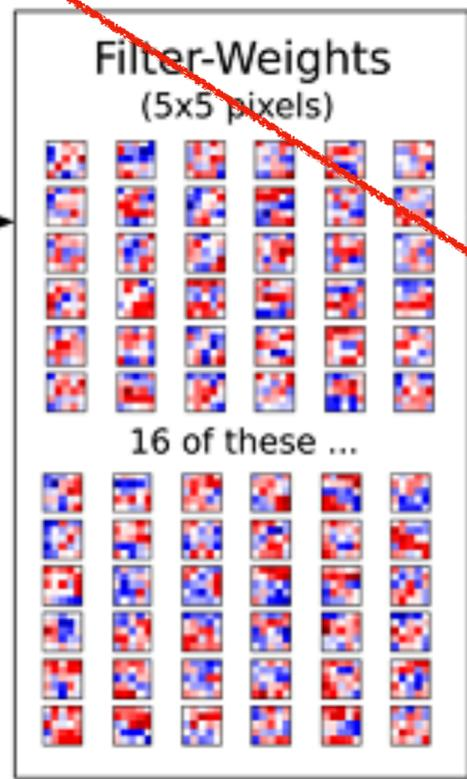 Filter-Weights
(5x5 pixels)
16 of these ...